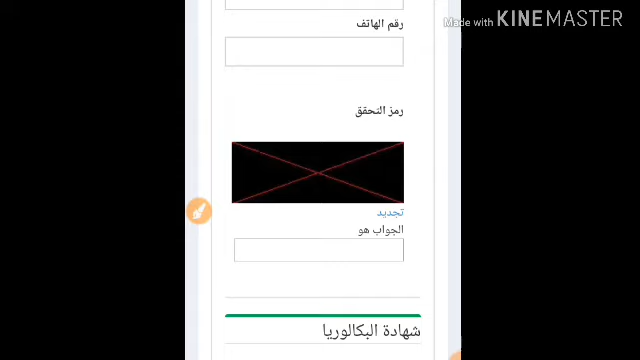 Made with KINEMASTER
رقم الهاتف
رمز التحقق
تجديد
الجواب هو
شهادة البكالوريا